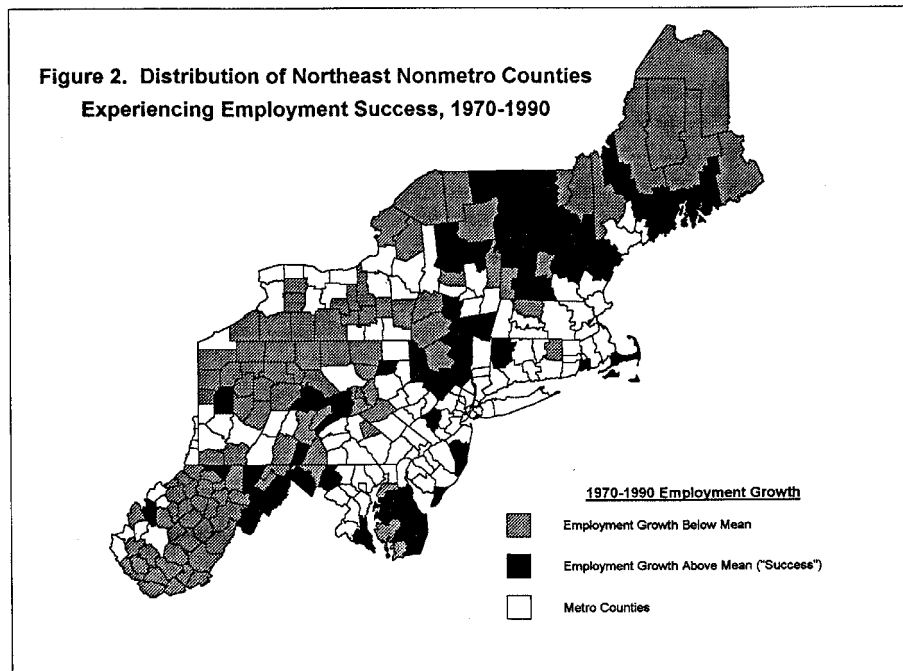 Figure 2. Distribution of Northeast Nonmetro Counties
Experiencing Employment Success, 1970-1990
1970-1990 Employment Growth
Employment Growth Below Mean
Employment Growth Above Mean ("Success")
Metro Counties